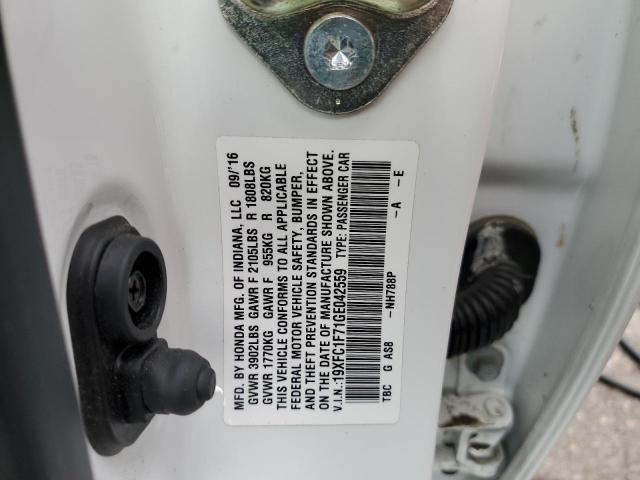 MFD. BY HONDA MFG. OF INDIANA, LLC 09/'16
GVWR 3902LBS GAWR F 2105LBS R 1808LBS
GVWR 1770KG GAWR F 955KG R 820KG
THIS VEHICLE CONFORMS TO ALL APPLICABLE
FEDERAL MOTOR VEHICLE SAFETY, BUMPER,
AND THEFT PREVENTION STANDARDS IN EFFECT
ON THE DATE OF MANUFACTURE SHOWN ABOVE.
V.I.N.:19XFC1F71GE042559 TYPE: PASSENGER CAR
TBC G AS8 -NH788P -A -E